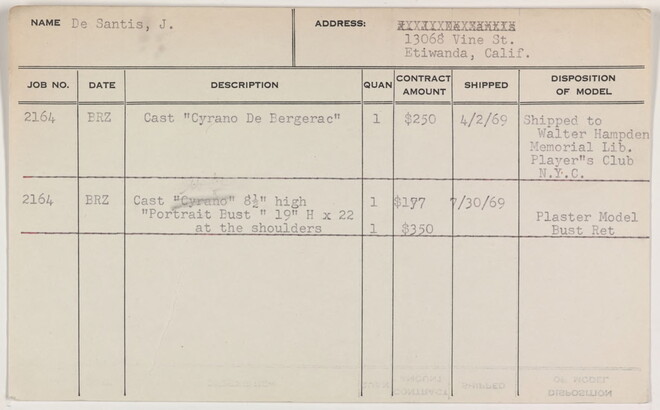 NAME De Santis, J. ADDRESS:
13068 Vine St.
Etiwanda, Calif.
JOB NO. DATE DESCRIPTION QUAN CONTRACT AMOUNT SHIPPED DISPOSITION OF MODEL
2164 BRZ Cast "Cyrano De Bergerac" 1 $250 4/2/69 Shipped to
Walter Hampden
Memorial Lib.
Player"s Club
N.Y.C.
2164 BRZ Cast "Cyrano" 8½" high 1 $177 7/30/69
"Portrait Bust " 19" H x 22 Plaster Model
at the shoulders 1 $350 Bust Ret